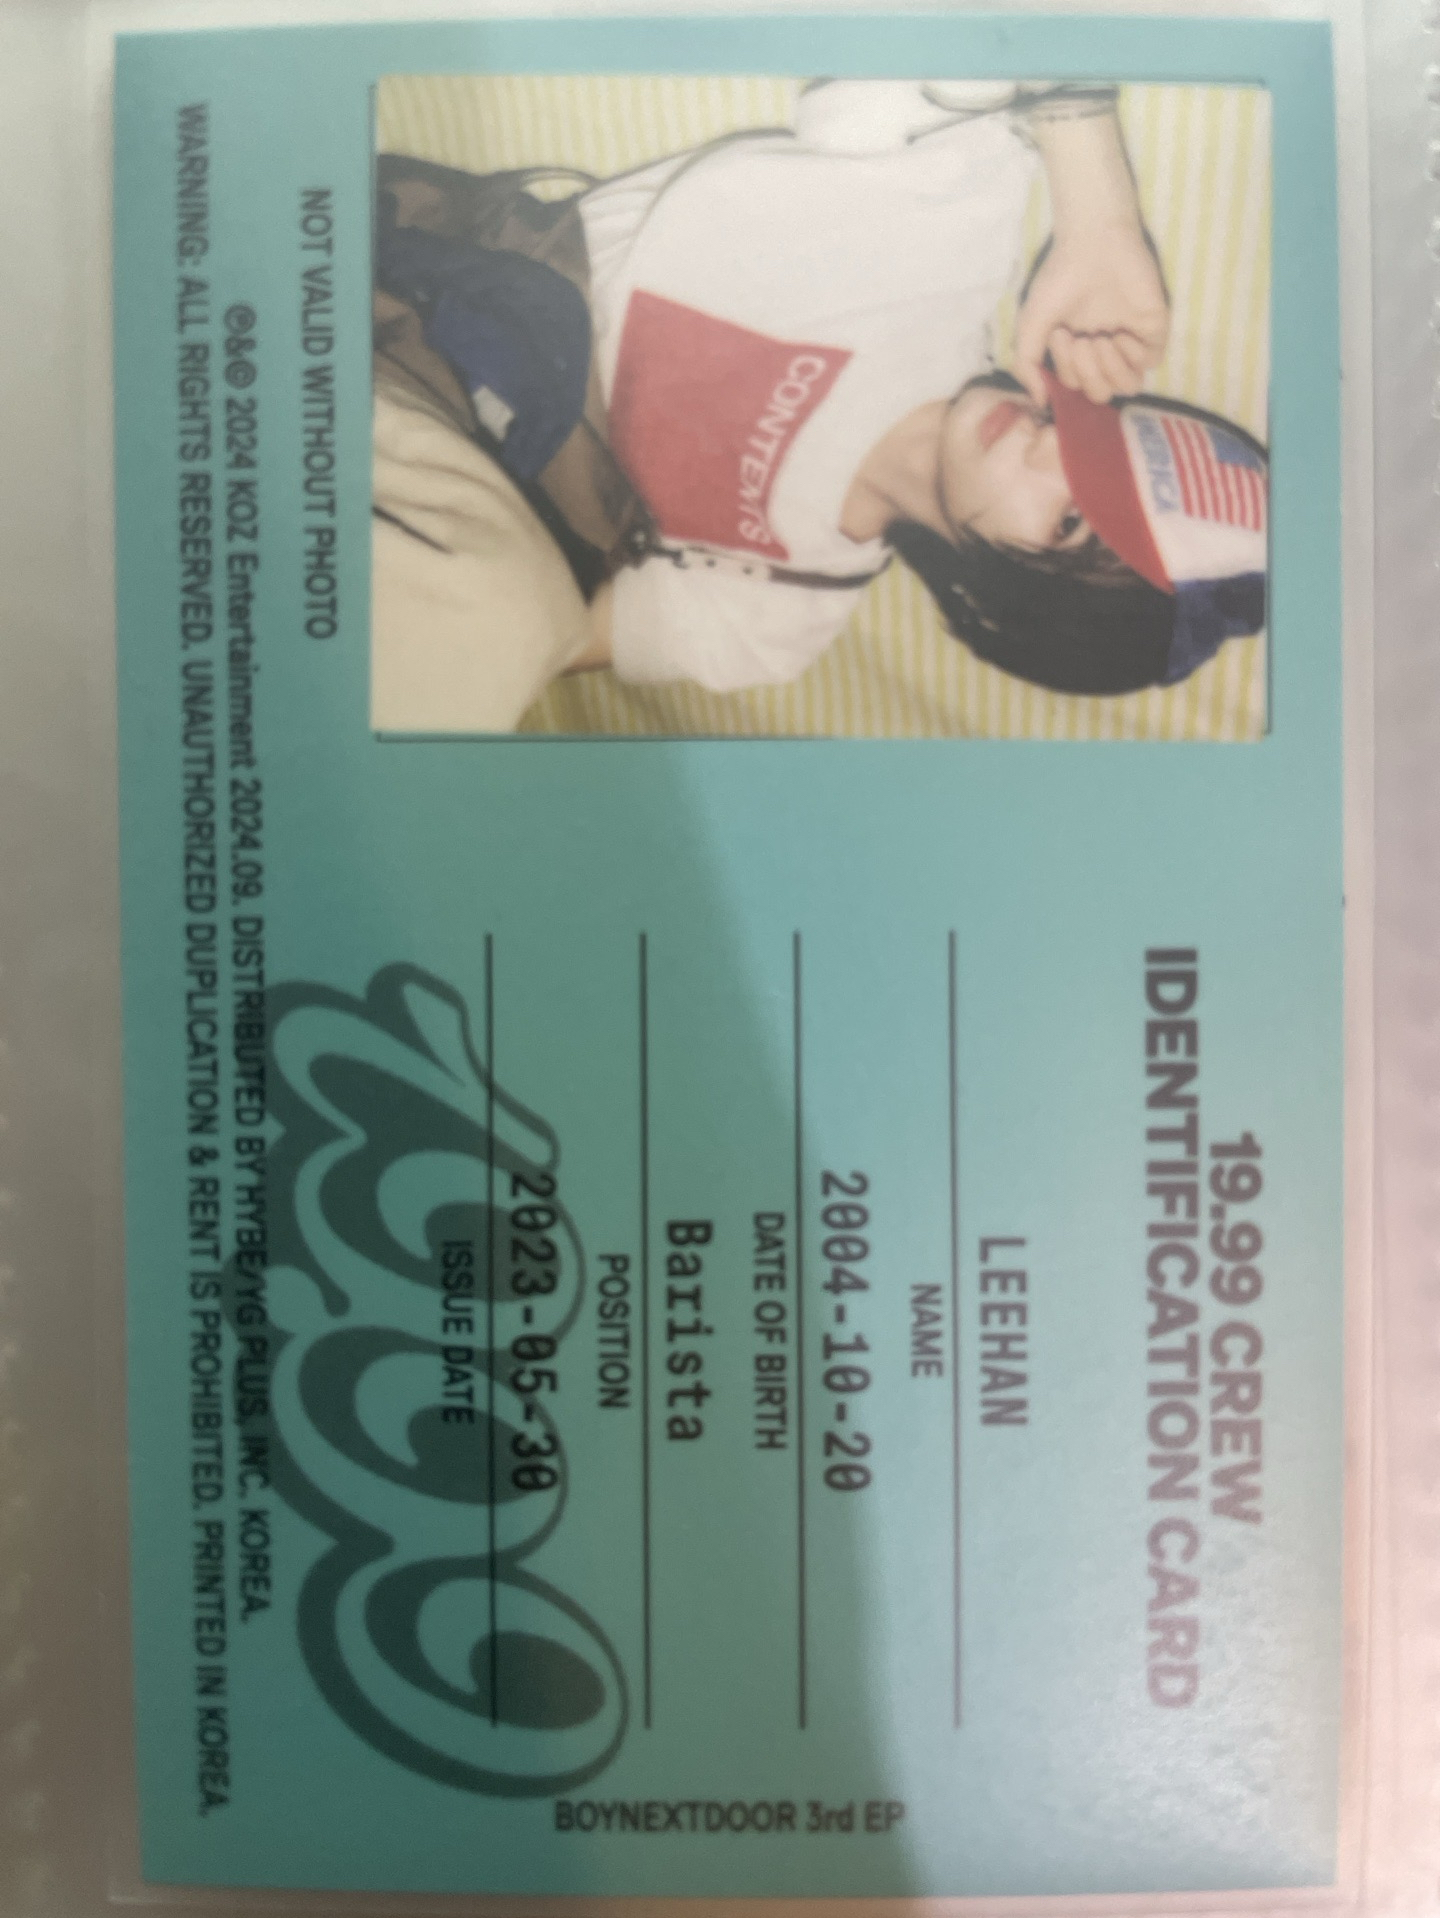 19.99 CREW
IDENTIFICATION CARD
AMERICA
CONTENTS
LEEHAN
NAME
2004-10-20
DATE OF BIRTH
Barista
POSITION
2023-05-30
ISSUE DATE
NOT VALID WITHOUT PHOTO
℗&© 2024 KOZ Entertainment 2024.09. DISTRIBUTED BY HYBE/YG PLUS, INC. KOREA.
WARNING: ALL RIGHTS RESERVED. UNAUTHORIZED DUPLICATION & RENT IS PROHIBITED. PRINTED IN KOREA.
BOYNEXTDOOR 3rd EP